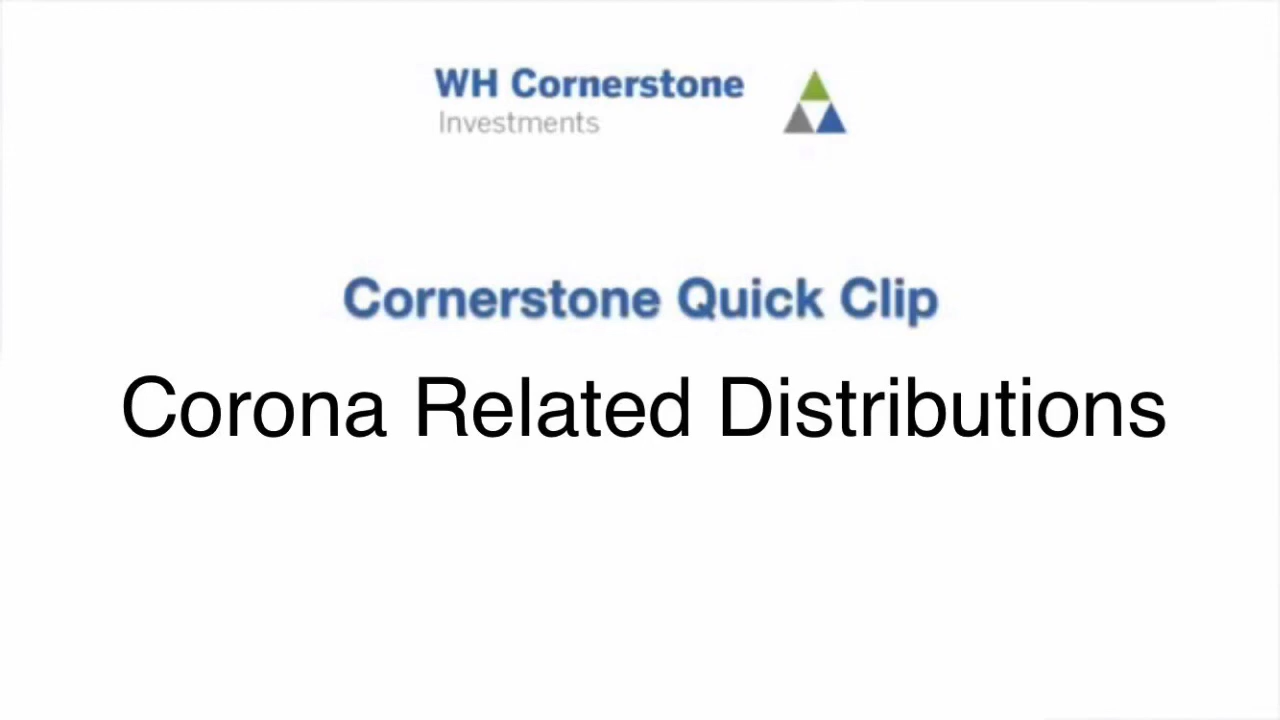 WH Cornerstone
Investments
Cornerstone Quick Clip
Corona Related Distributions